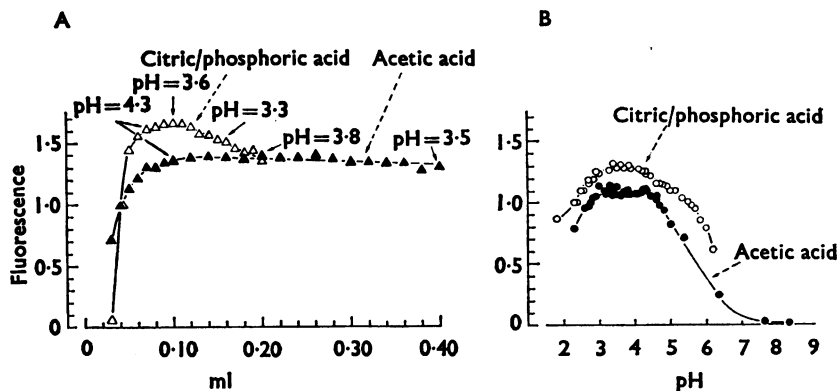 A
Citric/phosphoric acid
Acetic acid
pH=3·6
pH=4·3
pH=3·3
pH=3·8
pH=3·5
1·5
1·0
0·5
0
Fluorescence
0
0·10
0·20
0·30
0·40
ml
B
Citric/phosphoric acid
Acetic acid
1·5
1·0
0·5
0
2 3 4 5 6 7 8 9
pH